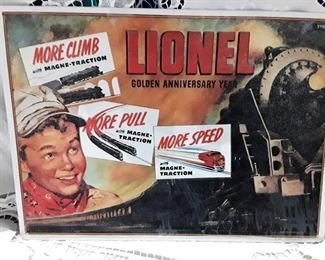 MORE CLIMB
with MAGNE-TRACTION
LIONEL
GOLDEN ANNIVERSARY YEAR
MORE PULL
with MAGNE-
TRACTION
MORE SPEED
with MAGNE-
TRACTION